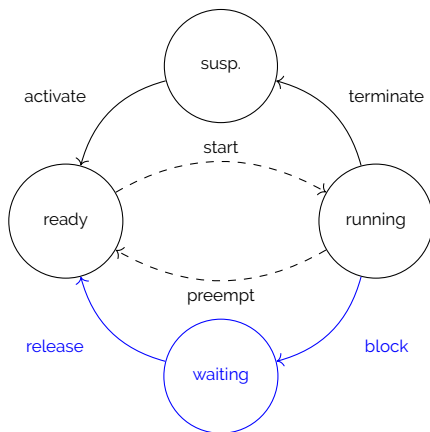 susp.
activate
terminate
start
ready
running
preempt
release
block
waiting